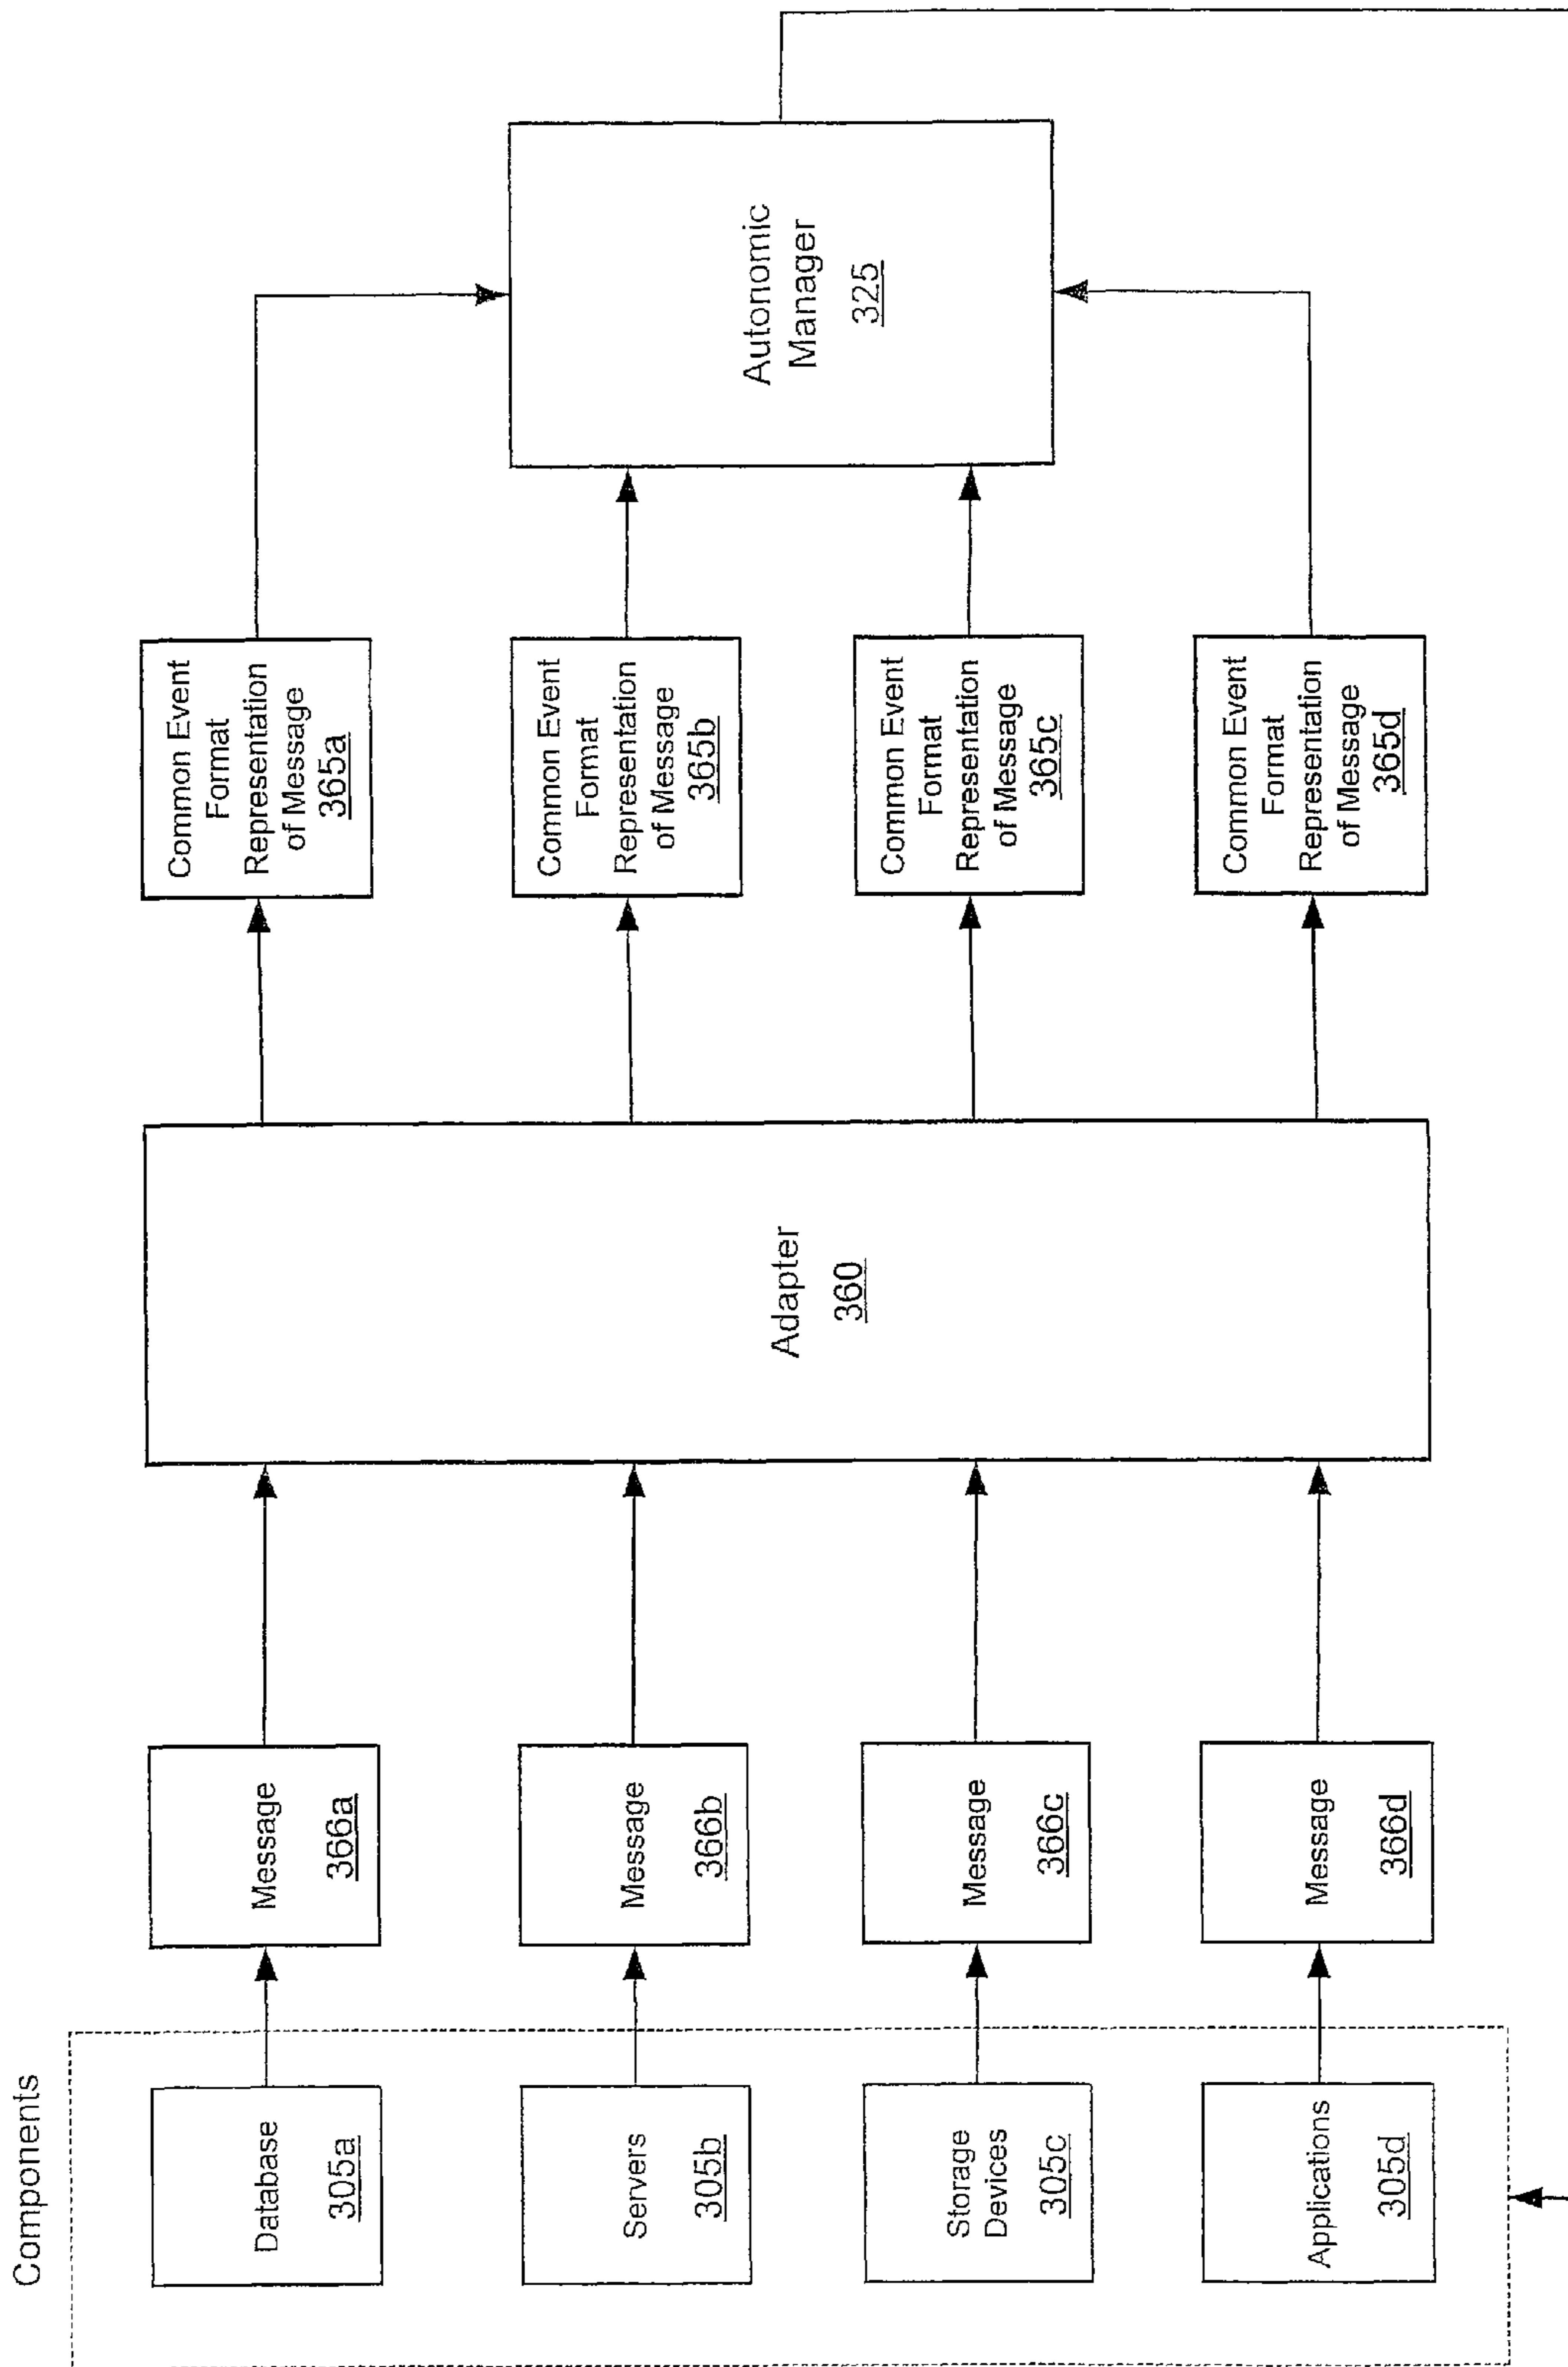 Components
Database
305a
Servers
305b
Storage
Devices
305c
Applications
305d
Message
366a
Message
366b
Message
366c
Message
366d
Adapter
360
Common Event
Format
Representation
of Message
365a
Common Event
Format
Representation
of Message
365b
Common Event
Format
Representation
of Message
365c
Common Event
Format
Representation
of Message
365d
Autonomic
Manager
325